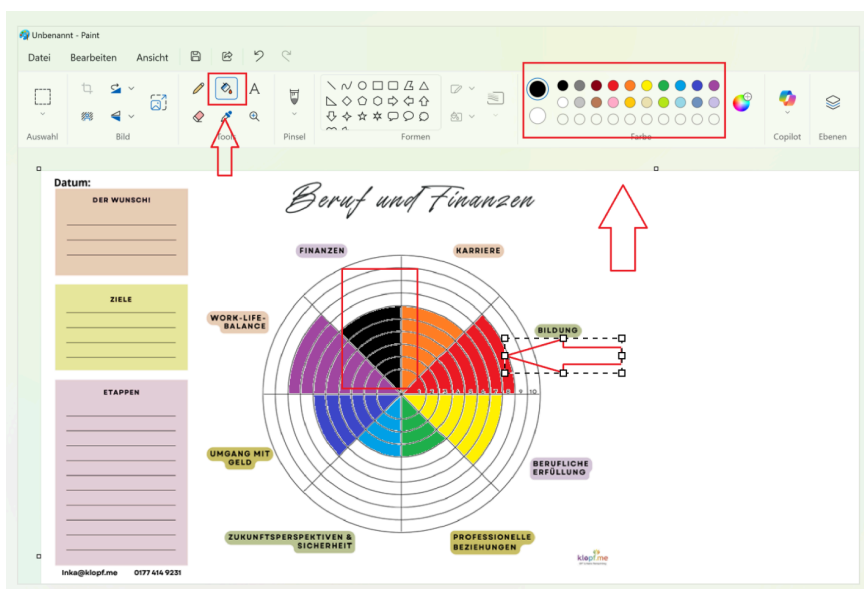 Unbenannt - Paint
Datei Bearbeiten Ansicht
A
Auswahl Bild Tools Pinsel Formen Farbe Copilot Ebenen
Datum:
Beruf und Finanzen
DER WUNSCH!
FINANZEN KARRIERE
ZIELE
WORK-LIFE-
BALANCE
BILDUNG
ETAPPEN
9 10
UMGANG MIT
GELD
BERUFLICHE
ERFÜLLUNG
ZUKUNFTSPERSPEKTIVEN &
SICHERHEIT
PROFESSIONELLE
BEZIEHUNGEN
klopf.me
Inka@klopf.me 0177 414 9231